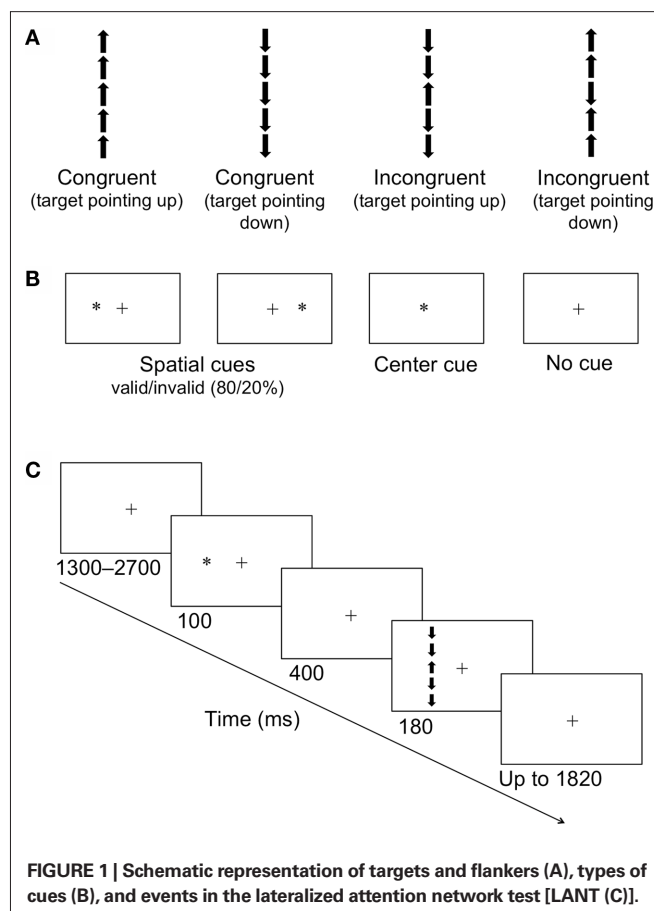 A
Congruent
(target pointing up)
Congruent
(target pointing
down)
Incongruent
(target pointing up)
Incongruent
(target pointing
down)
B
* +
+ *
*
+
Spatial cues
valid/invalid (80/20%)
Center cue
No cue
C
+
1300–2700
* +
100
+
400
+
180
+
Up to 1820
Time (ms)
FIGURE 1 | Schematic representation of targets and flankers (A), types of
cues (B), and events in the lateralized attention network test [LANT (C)].